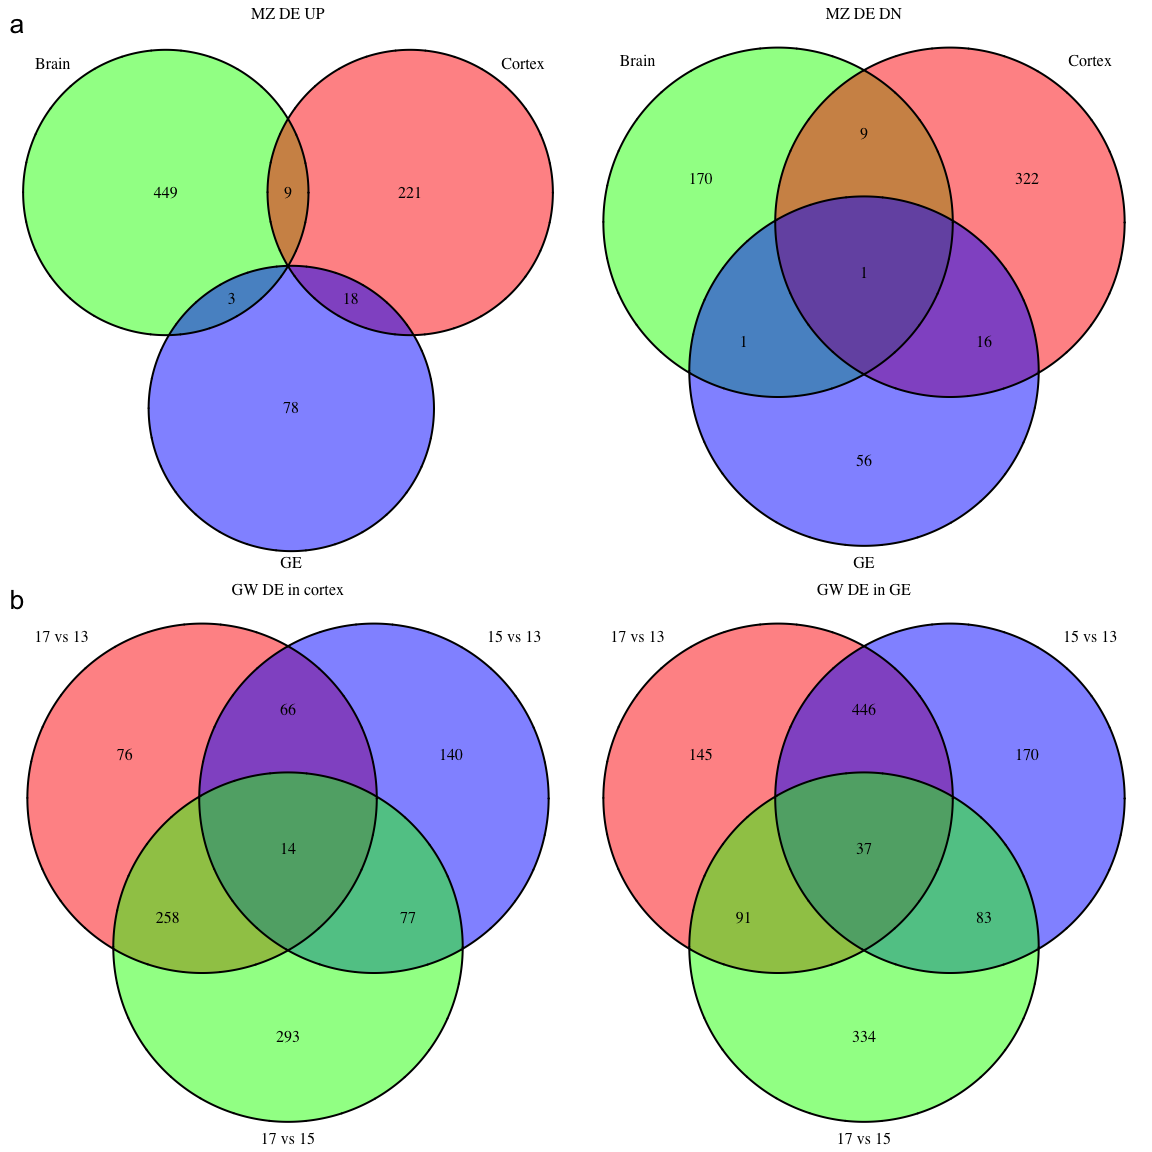 a
MZ DE UP
MZ DE DN
Brain
Cortex
449
9
221
3
18
78
GE
Brain
Cortex
9
170
322
1
1
16
56
GE
b
GW DE in cortex
GW DE in GE
17 vs 13
15 vs 13
66
76
140
14
258
77
293
17 vs 15
17 vs 13
15 vs 13
446
145
170
37
91
83
334
17 vs 15